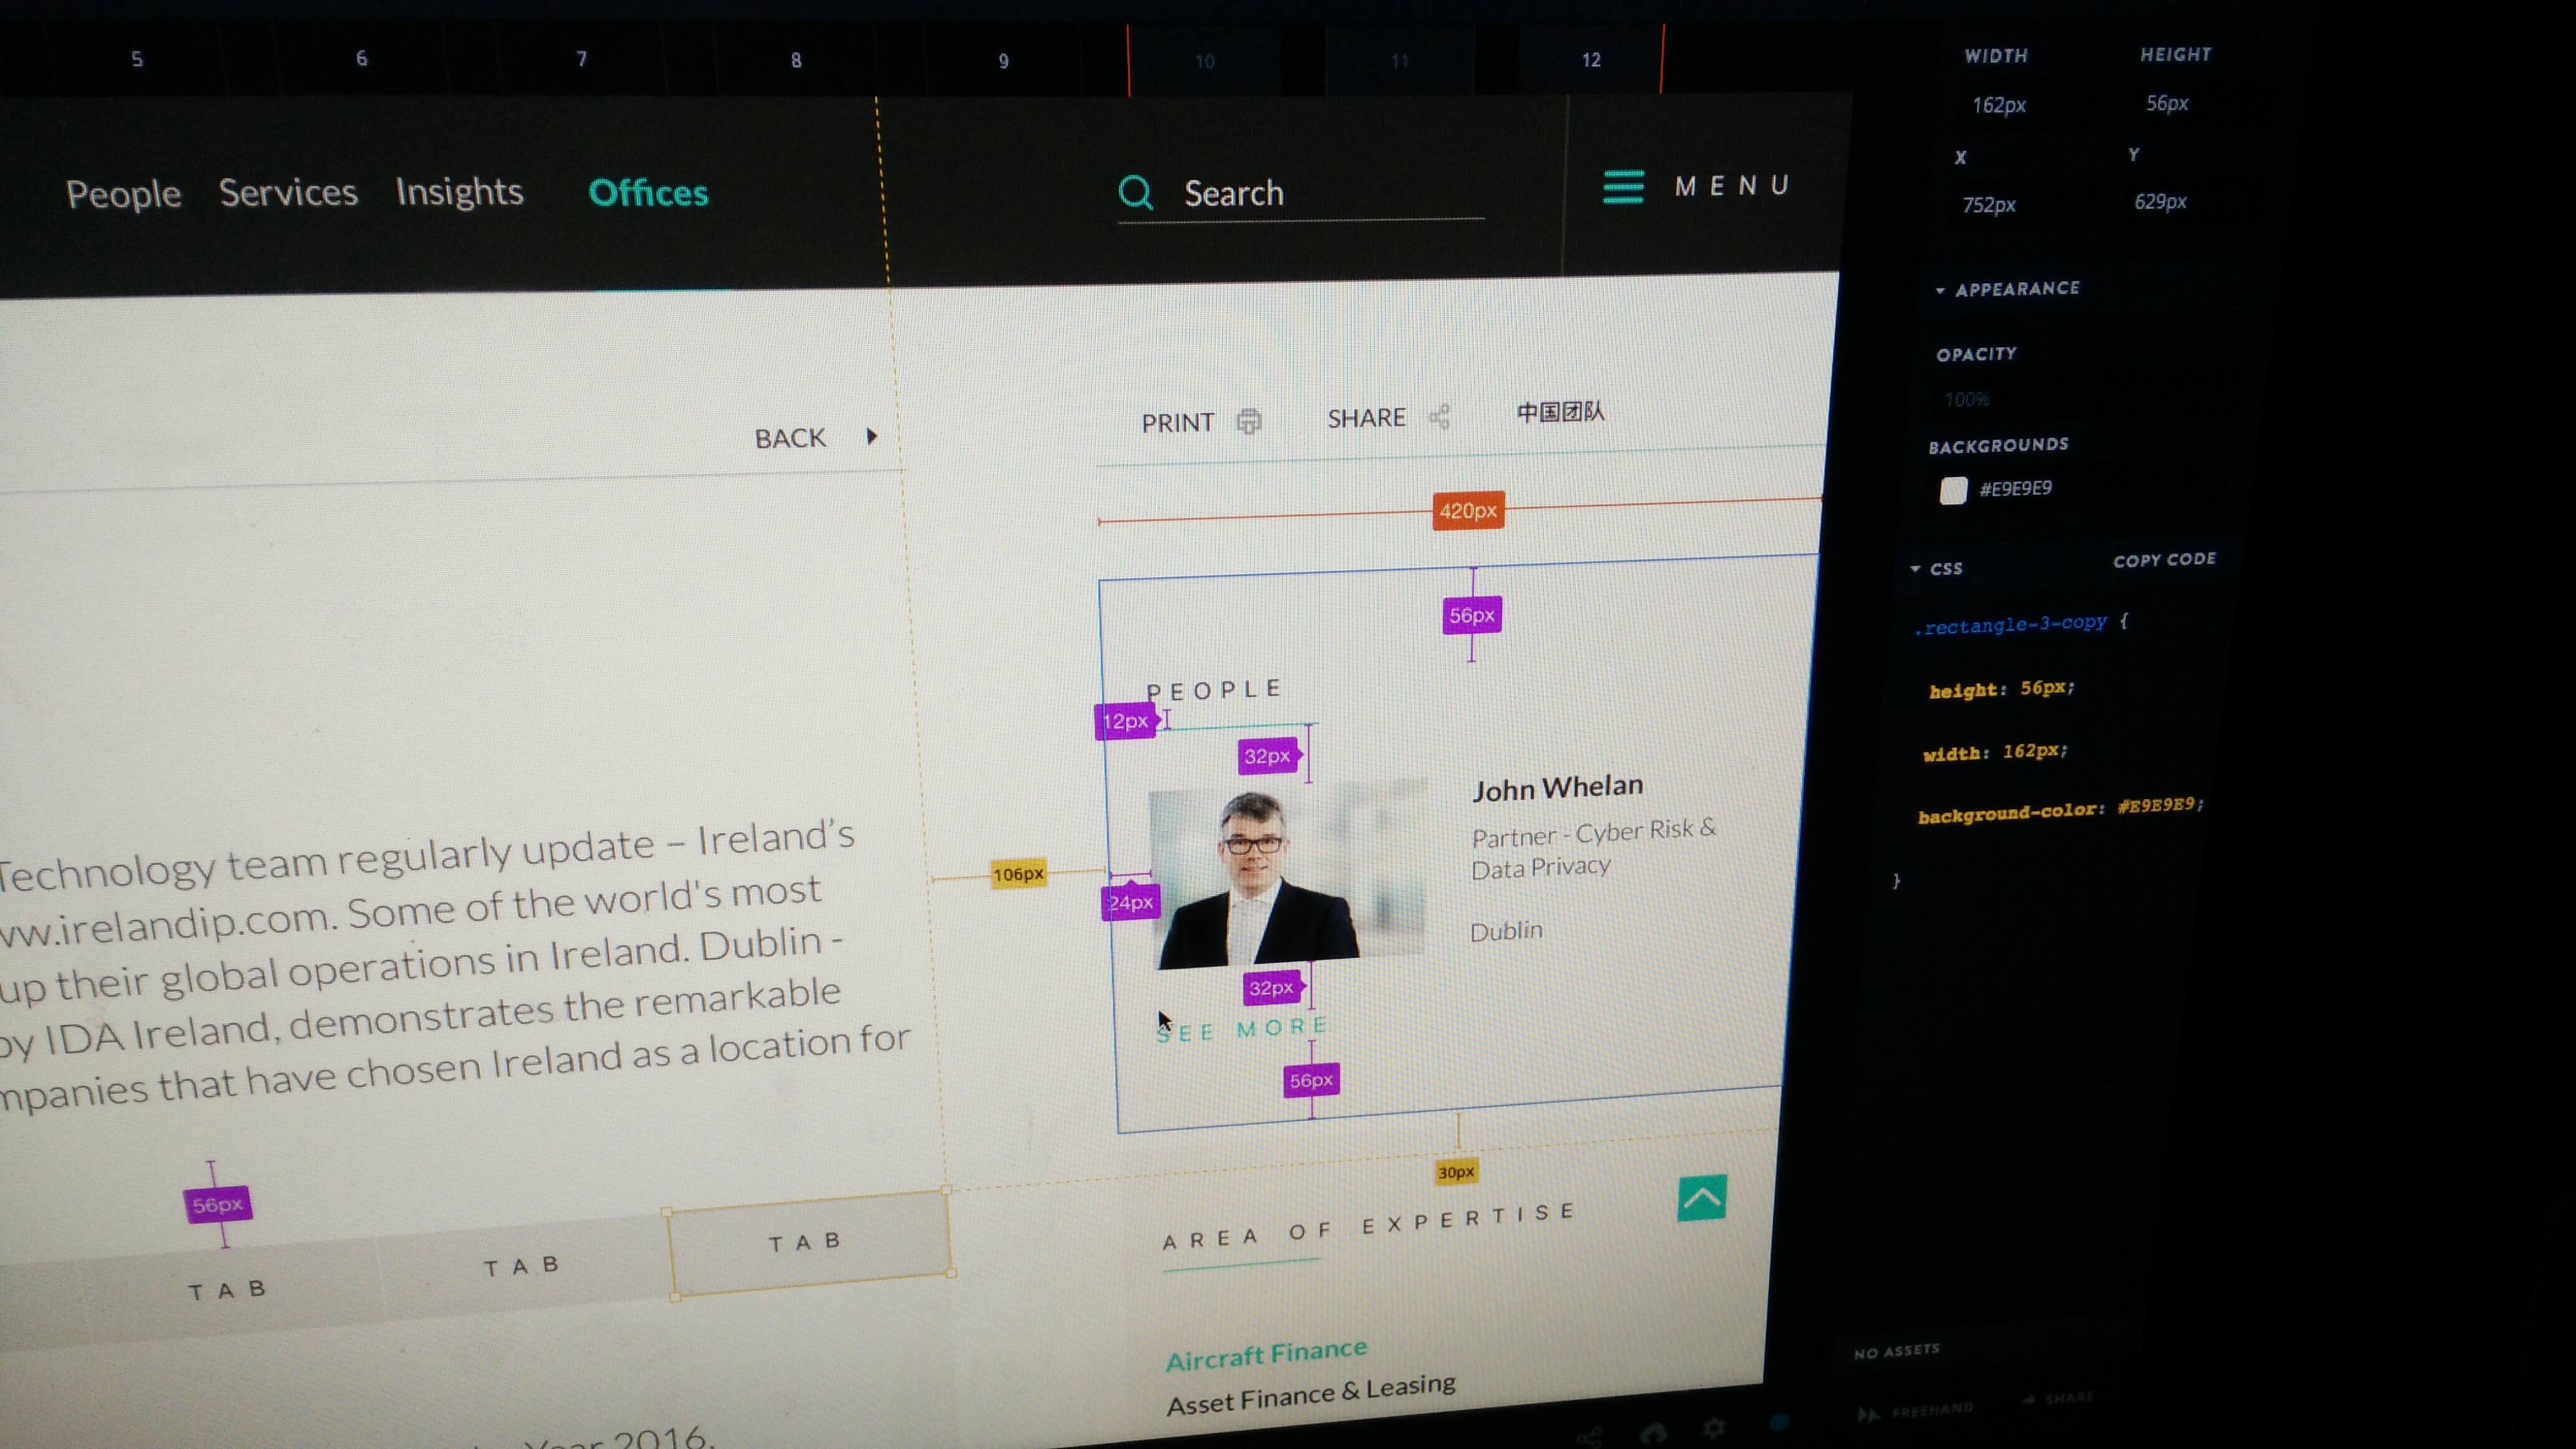 5 6 7 8 9 10 11 12
People Services Insights Offices
Search
MENU
BACK
PRINT SHARE 中国团队
420px
56px
PEOPLE
12px
32px
John Whelan
Partner - Cyber Risk &
Data Privacy
Dublin
106px
24px
32px
SEE MORE
56px
30px
Technology team regularly update – Ireland's
ww.irelandip.com. Some of the world's most
up their global operations in Ireland. Dublin -
by IDA Ireland, demonstrates the remarkable
mpanies that have chosen Ireland as a location for
56px
TAB TAB TAB
AREA OF EXPERTISE
Aircraft Finance
Asset Finance & Leasing
Year 2016.
WIDTH HEIGHT
162px 56px
X Y
752px 629px
APPEARANCE
OPACITY
100%
BACKGROUNDS
#E9E9E9
CSS COPY CODE
.rectangle-3-copy {
height: 56px;
width: 162px;
background-color: #E9E9E9;
}
NO ASSETS
FREEHAND SHARE